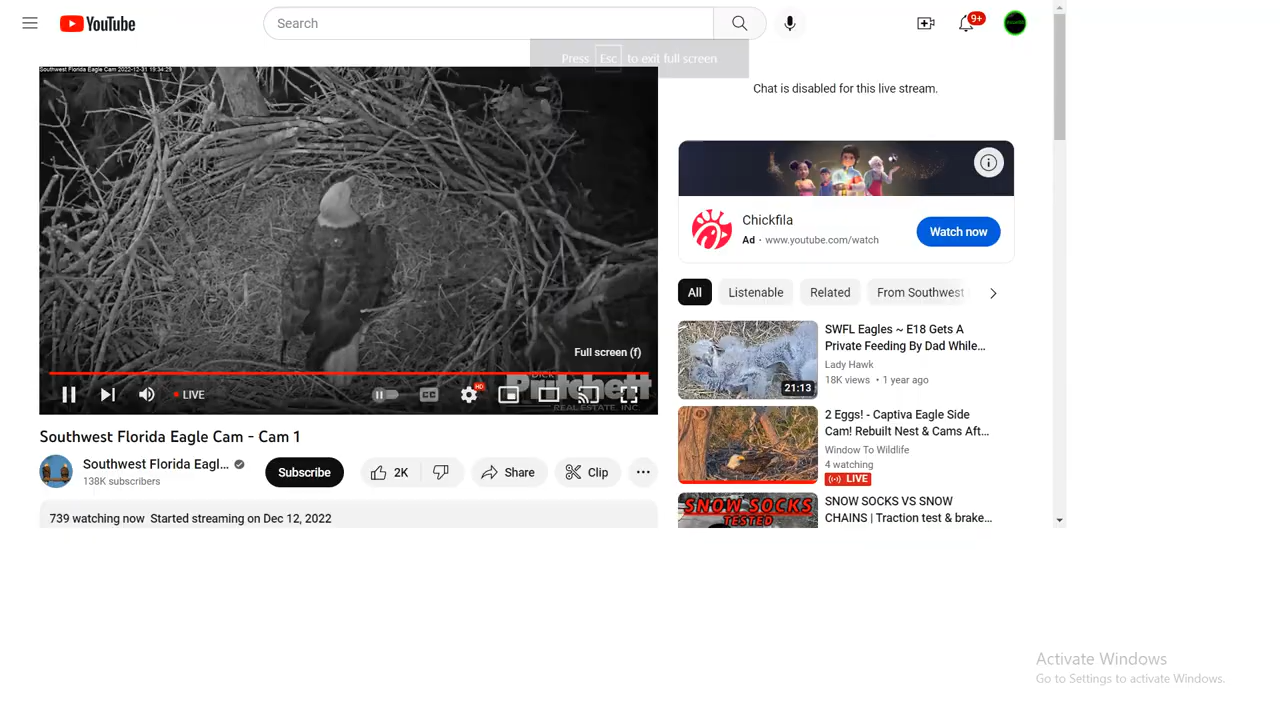 YouTube
Search
9+
Press Esc to exit full screen
Southwest Florida Eagle Cam 2022-12-31 19:34:29
Full screen (f)
LIVE
HD
DICK
Pritchett
REAL ESTATE, INC.
Southwest Florida Eagle Cam - Cam 1
Southwest Florida Eagl...
138K subscribers
Subscribe
2K
Share
Clip
739 watching now Started streaming on Dec 12, 2022
Chat is disabled for this live stream.
Chickfila
Ad · www.youtube.com/watch
Watch now
All
Listenable
Related
From Southwest
SWFL Eagles ~ E18 Gets A
Private Feeding By Dad While...
Lady Hawk
18K views • 1 year ago
21:13
2 Eggs! - Captiva Eagle Side
Cam! Rebuilt Nest & Cams Aft...
Window To Wildlife
4 watching
LIVE
SNOW SOCKS VS SNOW
CHAINS | Traction test & brake...
SNOW SOCKS
TESTED
Activate Windows
Go to Settings to activate Windows.